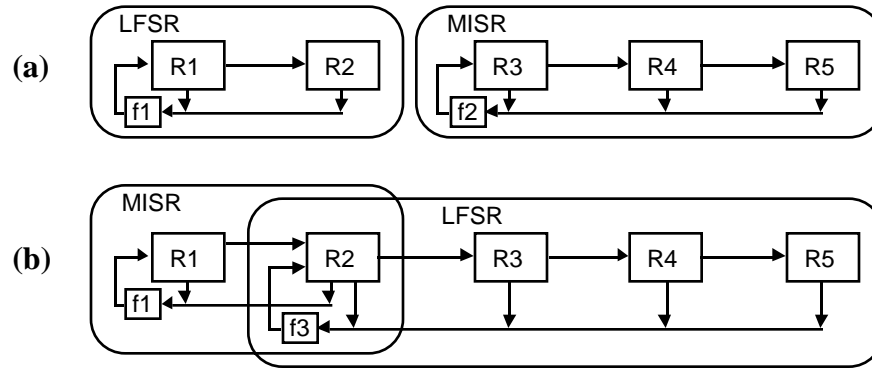 LFSR MISR
(a) R1 R2 R3 R4 R5
f1 f2
MISR LFSR
(b) R1 R2 R3 R4 R5
f1
f3